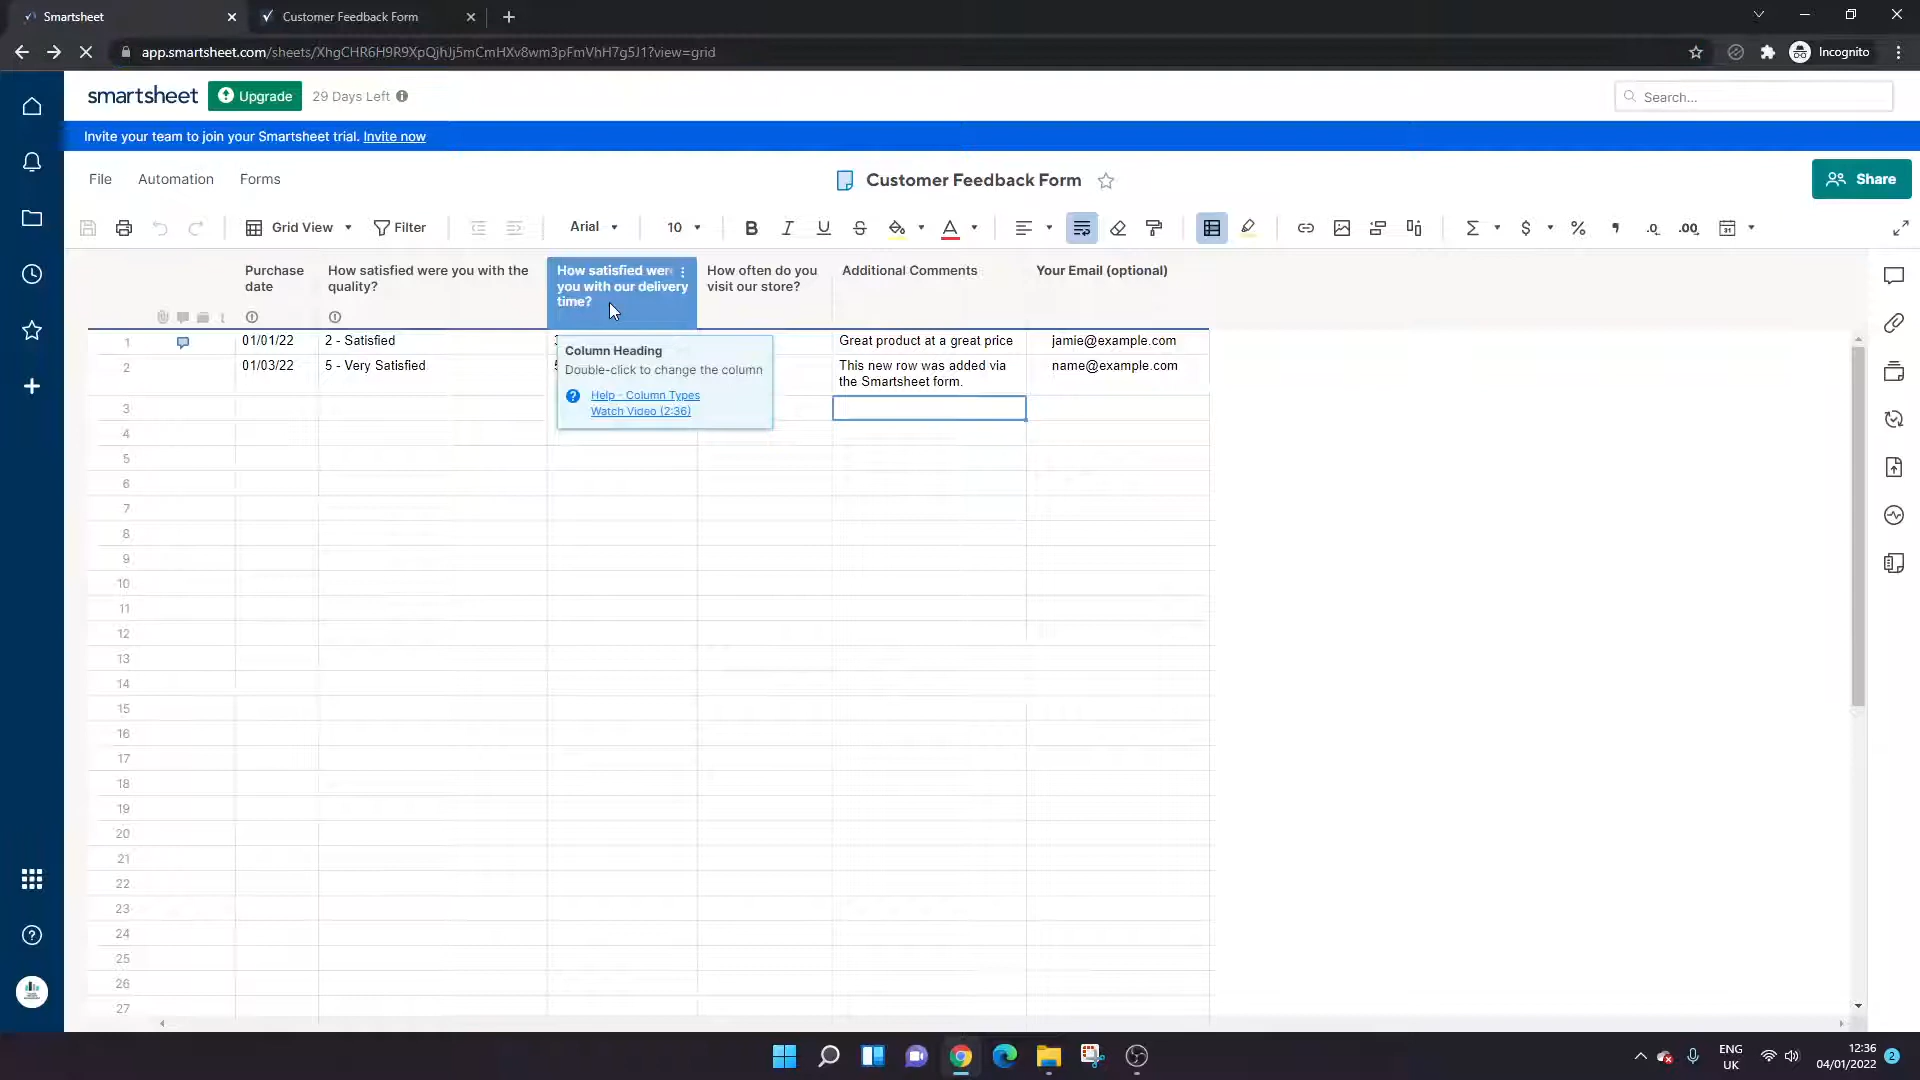 Smartsheet
Customer Feedback Form
app.smartsheet.com/sheets/XhgCHR6H9R9XpQjhJj5mCmHXv8wm3pFmVhH7g5J1?view=grid
Incognito
smartsheet
Upgrade
29 Days Left
Search...
Invite your team to join your Smartsheet trial. Invite now
File
Automation
Forms
Customer Feedback Form
Share
Grid View
Filter
Arial
10
Purchase
date
How satisfied were you with the
quality?
How satisfied were
you with our delivery
time?
How often do you
visit our store?
Additional Comments
Your Email (optional)
1
01/01/22
2 - Satisfied
Great product at a great price
jamie@example.com
2
01/03/22
5 - Very Satisfied
This new row was added via
the Smartsheet form.
name@example.com
Column Heading
Double-click to change the column
Help - Column Types
Watch Video (2:36)
3
4
5
6
7
8
9
10
11
12
13
14
15
16
17
18
19
20
21
22
23
24
25
26
27
ENG
UK
12:36
04/01/2022
2